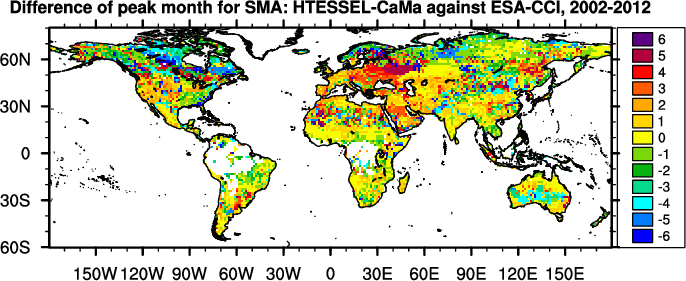 Difference of peak month for SMA: HTESSEL-CaMa against ESA-CCI, 2002-2012
60N
30N
0
30S
60S
150W 120W 90W 60W 30W 0 30E 60E 90E 120E 150E
6
5
4
3
2
1
0
-1
-2
-3
-4
-5
-6